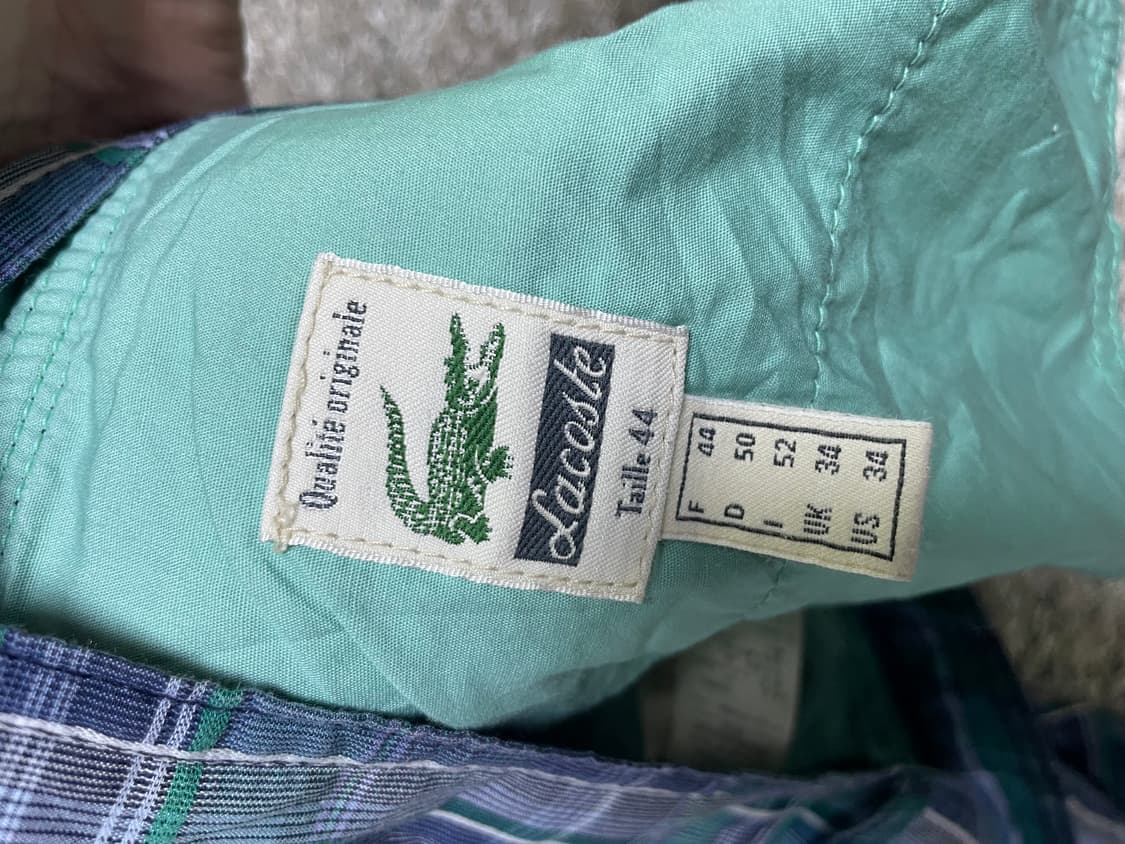 Qualité originale
Lacoste
Taille 44
F 44
D 50
I 52
UK 34
US 34